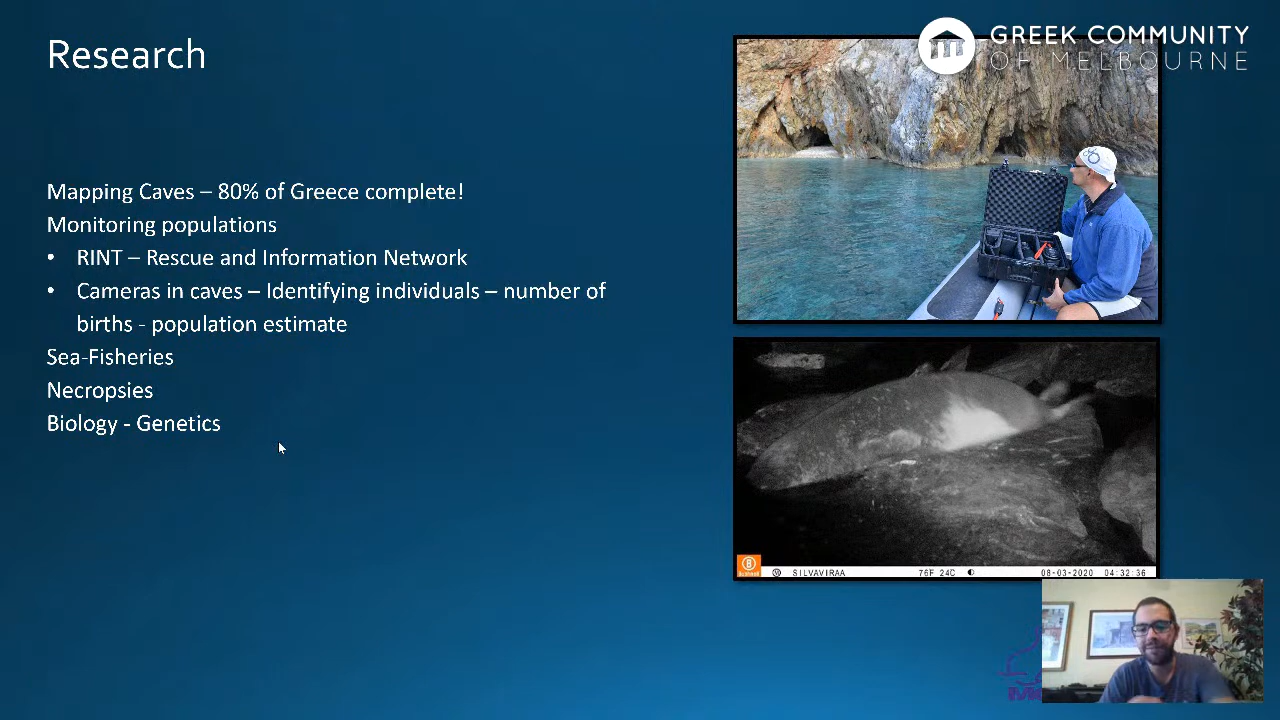 Research
GREEK COMMUNITY
OF MELBOURNE
Mapping Caves – 80% of Greece complete!
Monitoring populations
• RINT – Rescue and Information Network
• Cameras in caves – Identifying individuals – number of
births - population estimate
Sea-Fisheries
Necropsies
Biology - Genetics
SILVAVIRAA 76F 24C 08-03-2020 04:32:36